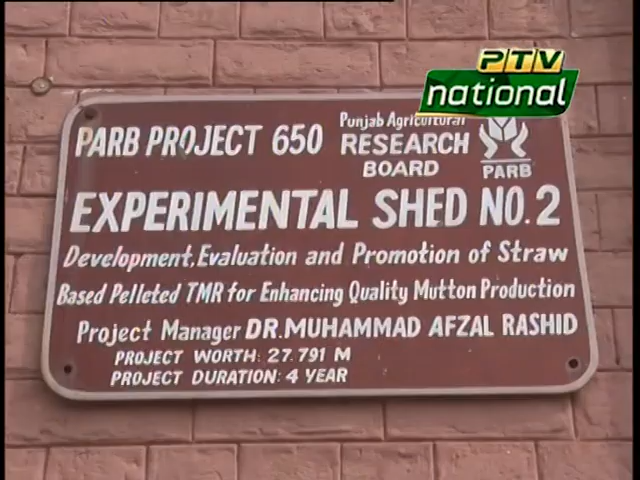 PTV
national
PARB PROJECT 650
Punjab Agricultural
RESEARCH
BOARD
PARB
EXPERIMENTAL SHED NO. 2
Development, Evaluation and Promotion of Straw
Based Pelleted TMR for Enhancing Quality Mutton Production
Project Manager DR. MUHAMMAD AFZAL RASHID
PROJECT WORTH: 27.791 M
PROJECT DURATION: 4 YEAR